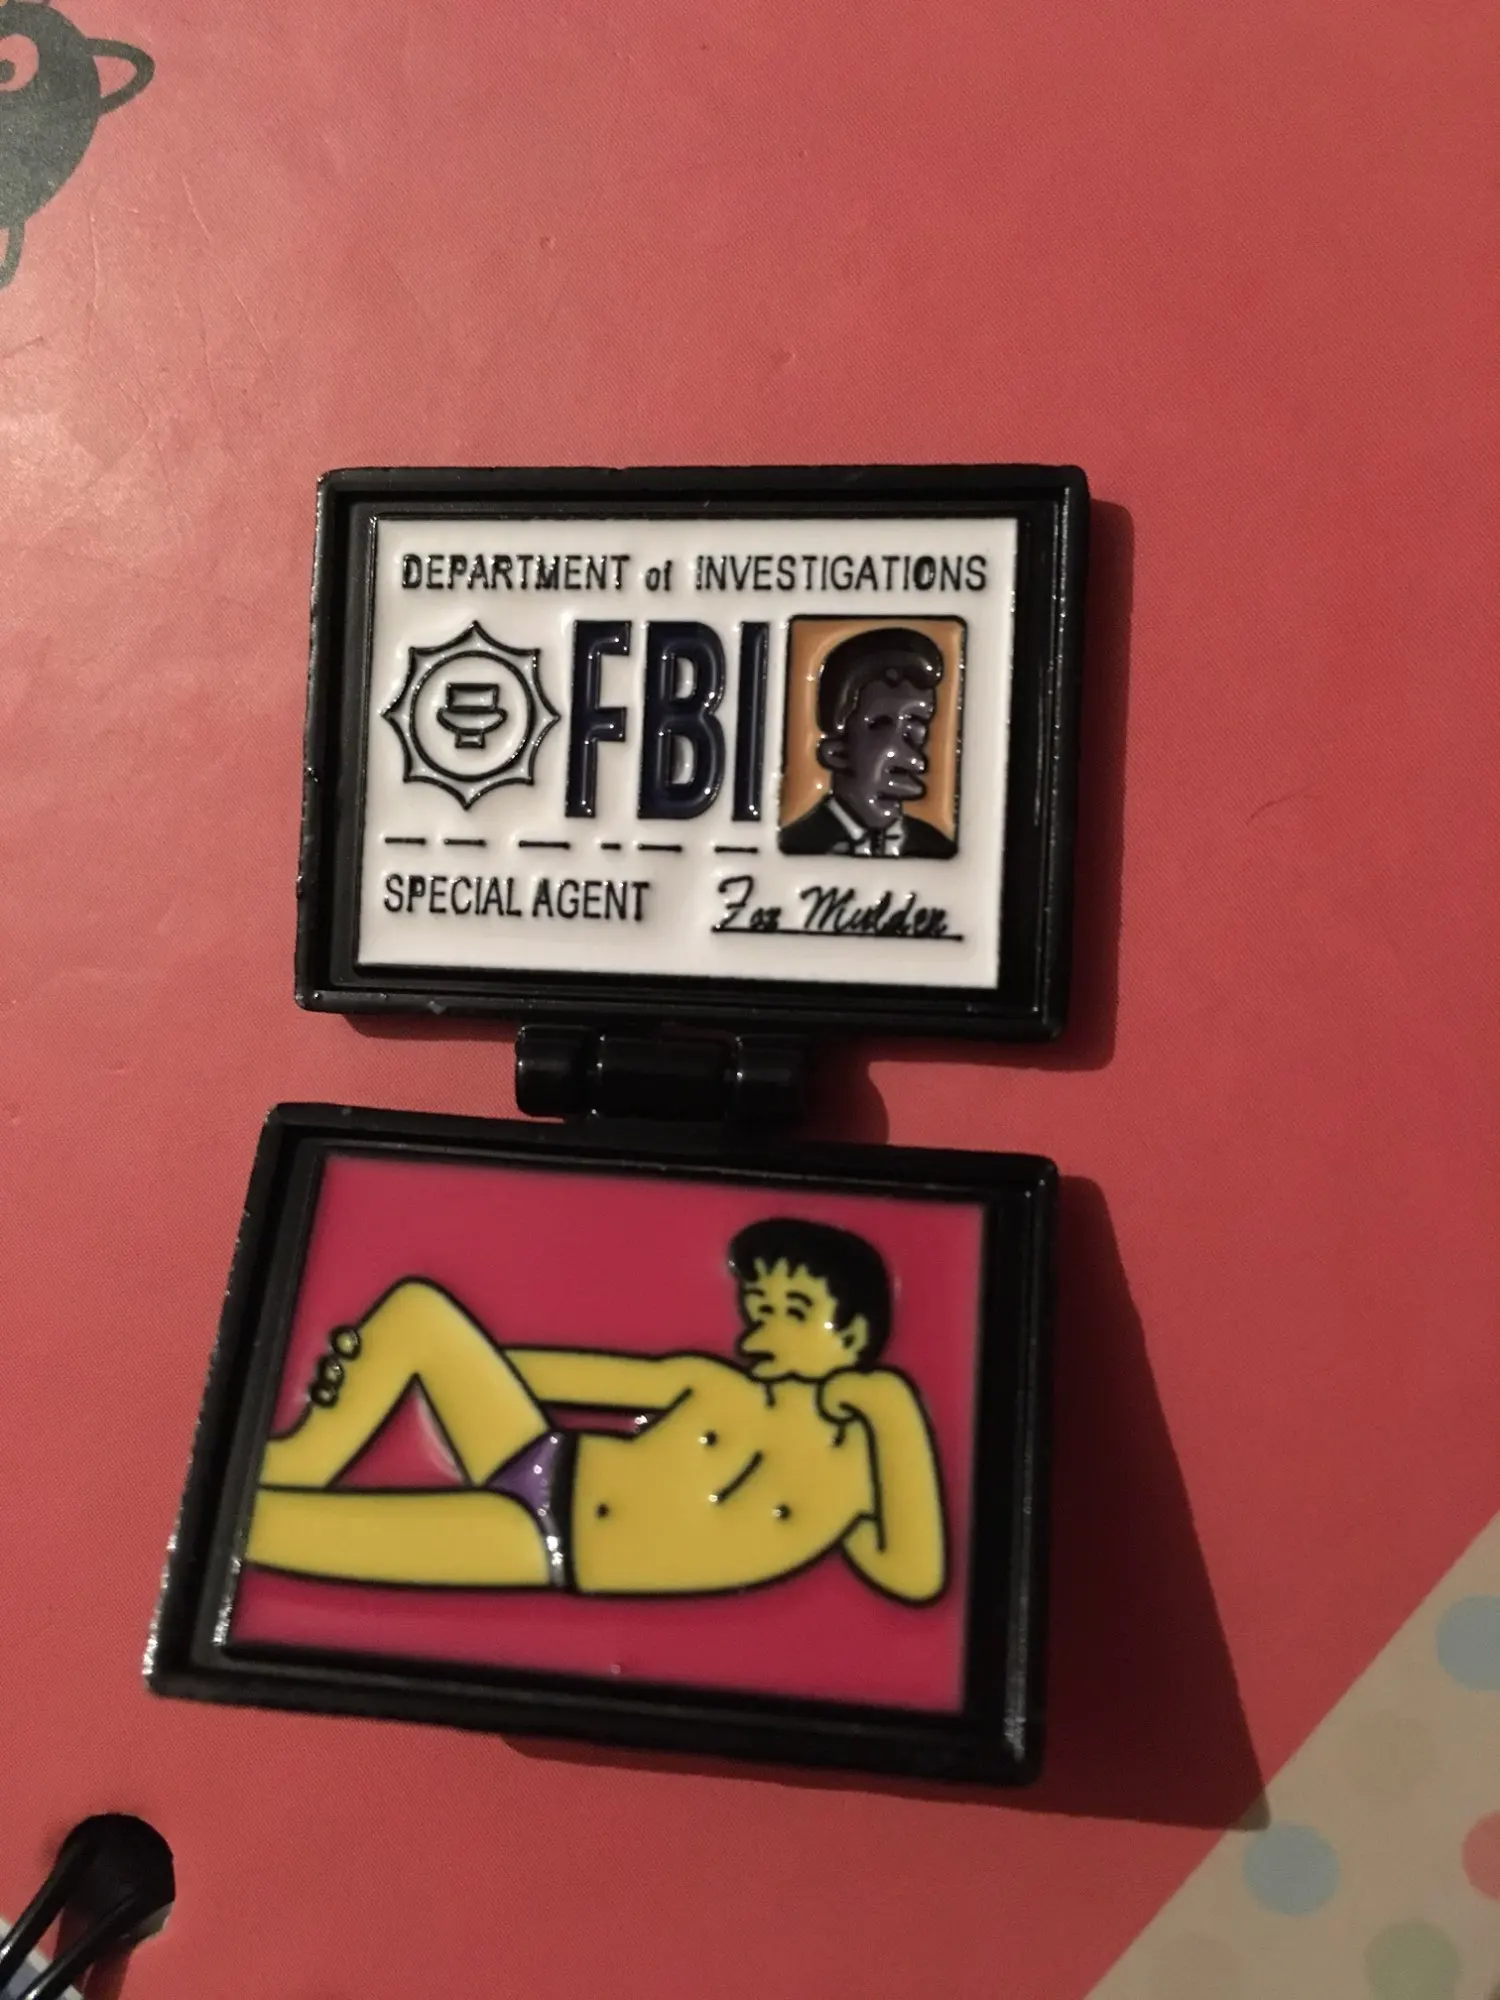 DEPARTMENT of INVESTIGATIONS
FBI
SPECIAL AGENT
Fox Mulder